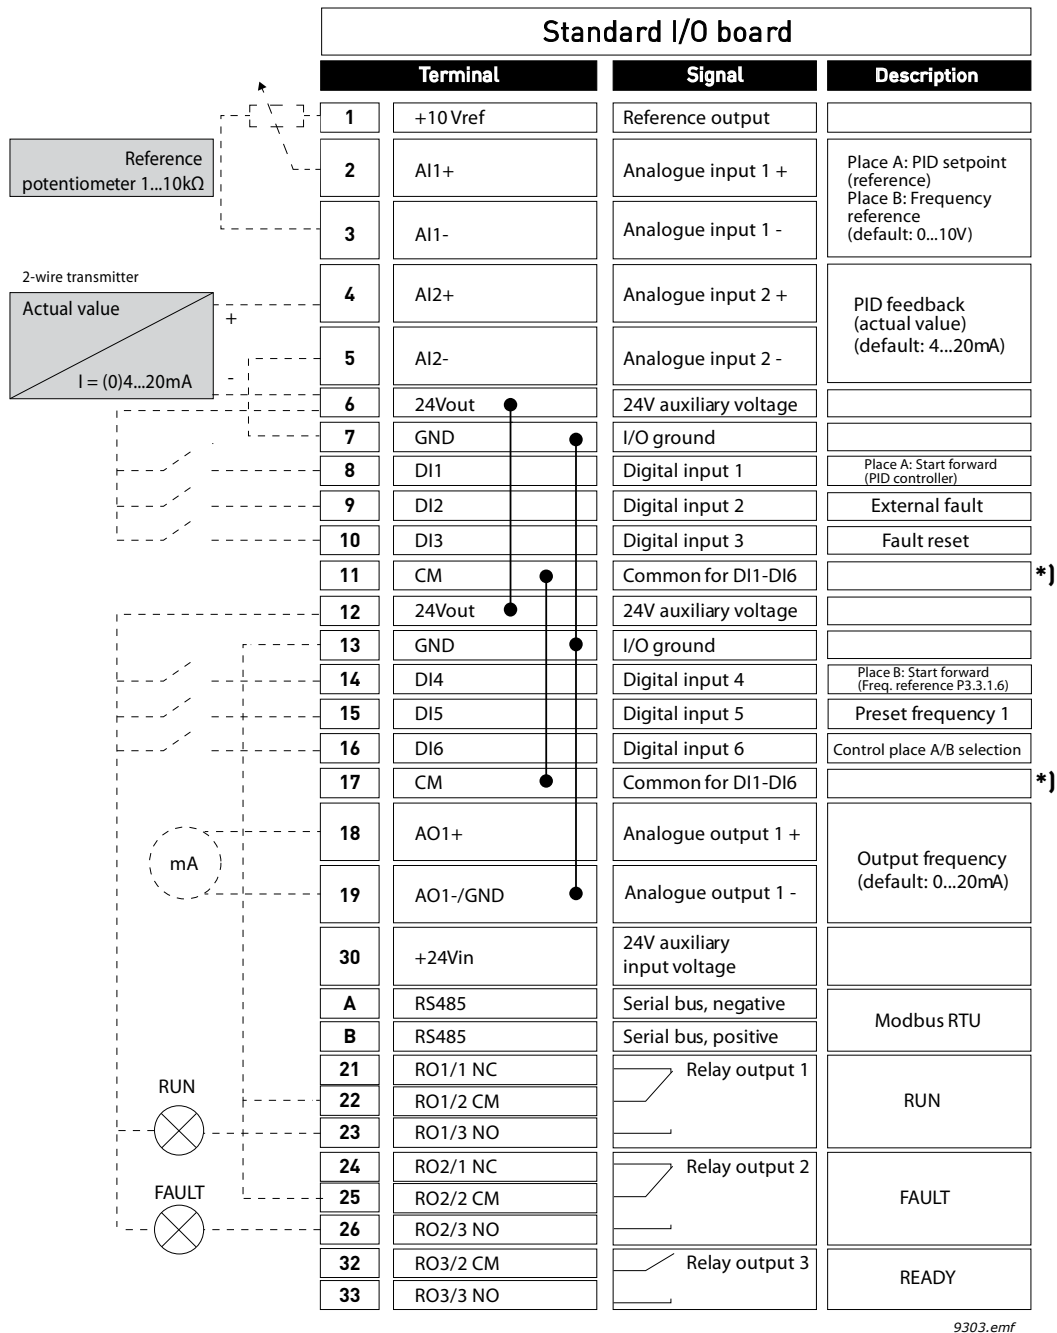 Standard I/O board
Terminal Signal Description
1 +10 Vref Reference output
Reference
potentiometer 1...10kΩ
2 AI1+ Analogue input 1 +
3 AI1- Analogue input 1 -
Place A: PID setpoint
(reference)
Place B: Frequency
reference
(default: 0...10V)
2-wire transmitter
Actual value
+
-
I = (0)4...20mA
4 AI2+ Analogue input 2 +
5 AI2- Analogue input 2 -
PID feedback
(actual value)
(default: 4...20mA)
6 24Vout 24V auxiliary voltage
7 GND I/O ground
8 DI1 Digital input 1
Place A: Start forward
(PID controller)
9 DI2 Digital input 2 External fault
10 DI3 Digital input 3 Fault reset
11 CM Common for DI1-DI6 *)
12 24Vout 24V auxiliary voltage
13 GND I/O ground
14 DI4 Digital input 4
Place B: Start forward
(Freq. reference P3.3.1.6)
15 DI5 Digital input 5 Preset frequency 1
16 DI6 Digital input 6 Control place A/B selection
17 CM Common for DI1-DI6 *)
mA
18 AO1+ Analogue output 1 +
19 AO1-/GND Analogue output 1 -
Output frequency
(default: 0...20mA)
30 +24Vin 24V auxiliary
input voltage
A RS485 Serial bus, negative
B RS485 Serial bus, positive
Modbus RTU
RUN
21 RO1/1 NC Relay output 1
22 RO1/2 CM RUN
23 RO1/3 NO
FAULT
24 RO2/1 NC Relay output 2
25 RO2/2 CM FAULT
26 RO2/3 NO
32 RO3/2 CM Relay output 3
33 RO3/3 NO
READY
9303.emf